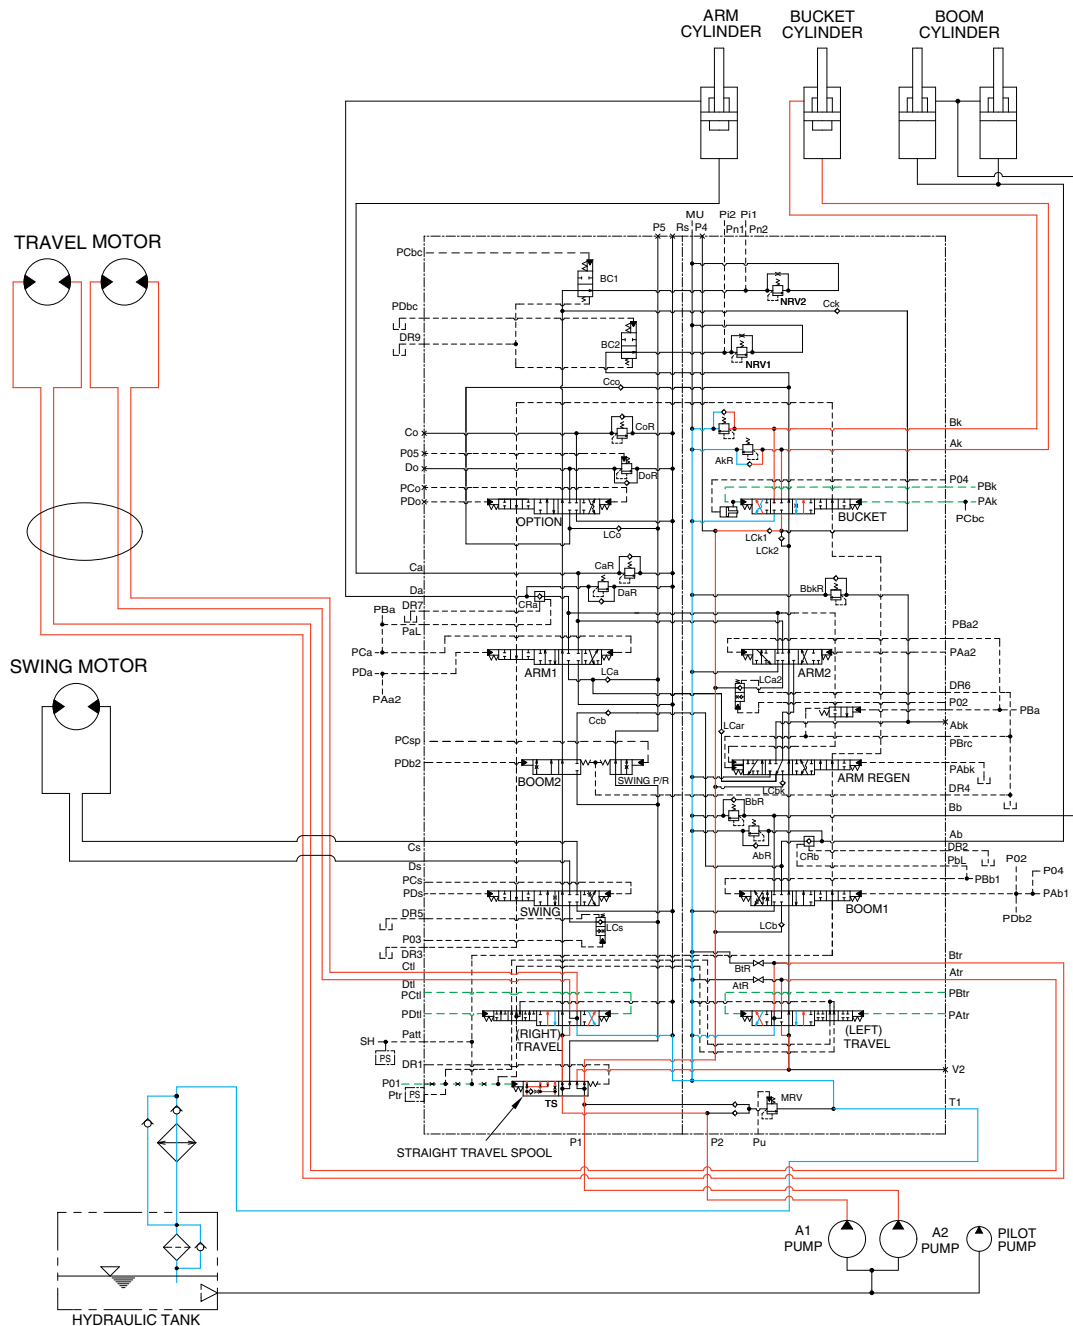 ARM
CYLINDER
BUCKET
CYLINDER
BOOM
CYLINDER
TRAVEL MOTOR
MU
Pi2
Pi1
P5
Rs
P4
Pn1
Pn2
PCbc
BC1
NRV2
Cck
PDbc
DR9
BC2
NRV1
Cco
Co
CoR
Bk
Ak
AkR
P05
Do
DoR
P04
PCo
PBk
PDo
PAk
OPTION
BUCKET
PCbc
LCo
LCk1
LCk2
Ca
CaR
Da
DaR
BbkR
DR7
CRa
PBa
PaL
PBa2
PCa
PAa2
PDa
ARM1
ARM2
LCa
LCa2
DR6
PAa2
P02
PBa
Ccb
LCar
Abk
PCsp
PBrc
PDb2
PAbk
BOOM2
SWING P/R
ARM REGEN
LCbk
DR4
BbR
Bb
SWING MOTOR
AbR
CRb
Ab
Cs
DR2
Ds
PbL
P02
PCs
PBb1
P04
PDs
PAb1
SWING
BOOM1
PDb2
DR5
LCs
LCb
P03
DR3
Btr
Ctl
BtR
Atr
Dtl
AtR
PCtl
PBtr
PDtl
PAtr
(RIGHT)
TRAVEL
(LEFT)
TRAVEL
Patt
SH
PS
DR1
V2
P01
Ptr
PS
TS
MRV
T1
P1
P2
Pu
STRAIGHT TRAVEL SPOOL
A1
PUMP
A2
PUMP
PILOT
PUMP
HYDRAULIC TANK